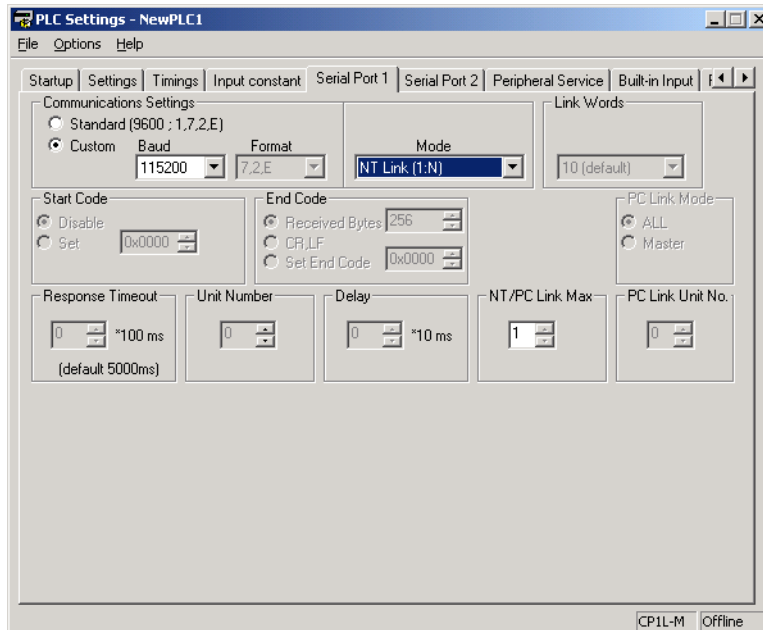 PLC Settings - NewPLC1
File Options Help
Startup Settings Timings Input constant Serial Port 1 Serial Port 2 Peripheral Service Built-in Input
Communications Settings Link Words
Standard (9600 ; 1,7,2,E)
Custom Baud Format Mode
115200 7,2,E NT Link (1:N) 10 (default)
Start Code End Code PC Link Mode
Disable Received Bytes 256 ALL
Set 0x0000 CR,LF Master
Set End Code 0x0000
Response Timeout Unit Number Delay NT/PC Link Max PC Link Unit No.
0 *100 ms 0 0 *10 ms 1 0
(default 5000ms)
CP1L-M Offline